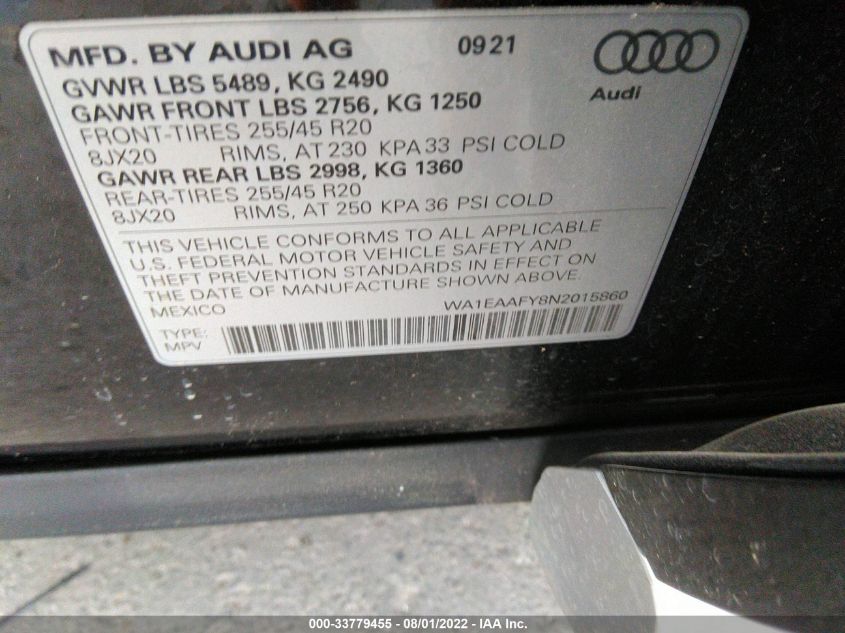 MFD. BY AUDI AG 0921
Audi
GVWR LBS 5489, KG 2490
GAWR FRONT LBS 2756, KG 1250
FRONT-TIRES 255/45 R20
8JX20 RIMS, AT 230 KPA 33 PSI COLD
GAWR REAR LBS 2998, KG 1360
REAR-TIRES 255/45 R20
8JX20 RIMS, AT 250 KPA 36 PSI COLD
THIS VEHICLE CONFORMS TO ALL APPLICABLE
U.S. FEDERAL MOTOR VEHICLE SAFETY AND
THEFT PREVENTION STANDARDS IN EFFECT ON
THE DATE OF MANUFACTURE SHOWN ABOVE.
MEXICO WA1EAAFY8N2015860
TYPE:
MPV
000-33779455 - 08/01/2022 - IAA Inc.